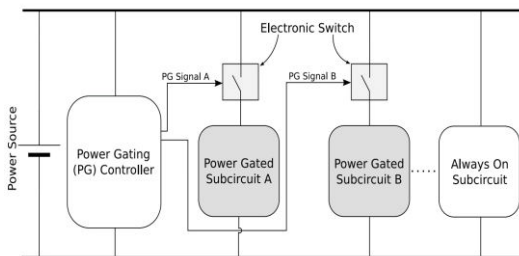 Electronic Switch
PG Signal A
PG Signal B
Power Source
Power Gating
(PG) Controller
Power Gated
Subcircuit A
Power Gated
Subcircuit B
Always On
Subcircuit